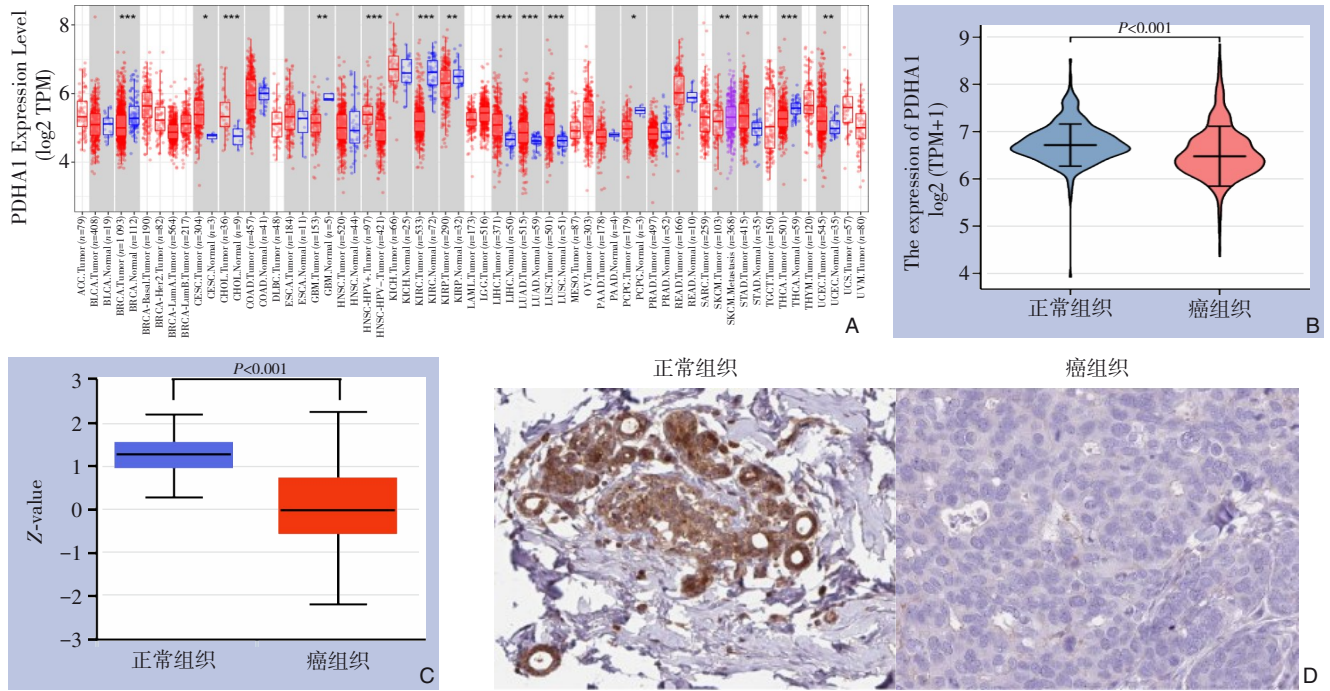 PDHA1 Expression Level
(log2 TPM)
8
6
4
*** * *** ** *** *** ** *** *** *** * ** *** *** **
ACC.Tumor (n=79)
BLCA.Tumor (n=408)
BLCA.Normal (n=19)
BRCA.Tumor (n=1 093)
BRCA.Normal (n=112)
BRCA-Basal.Tumor (n=190)
BRCA-Her2.Tumor (n=82)
BRCA-LumA.Tumor (n=564)
BRCA-LumB.Tumor (n=217)
CESC.Tumor (n=304)
CESC.Normal (n=3)
CHOL.Tumor (n=36)
CHOL.Normal (n=9)
COAD.Tumor (n=457)
COAD.Normal (n=41)
DLBC.Tumor (n=48)
ESCA.Tumor (n=184)
ESCA.Normal (n=11)
GBM.Tumor (n=153)
GBM.Normal (n=5)
HNSC.Tumor (n=520)
HNSC.Normal (n=44)
HNSC-HPV+.Tumor (n=97)
HNSC-HPV-.Tumor (n=421)
KICH.Tumor (n=66)
KICH.Normal (n=25)
KIRC.Tumor (n=533)
KIRC.Normal (n=72)
KIRP.Tumor (n=290)
KIRP.Normal (n=32)
LAML.Tumor (n=173)
LGG.Tumor (n=516)
LIHC.Tumor (n=371)
LIHC.Normal (n=50)
LUAD.Tumor (n=515)
LUAD.Normal (n=59)
LUSC.Tumor (n=501)
LUSC.Normal (n=51)
MESO.Tumor (n=87)
OV.Tumor (n=303)
PAAD.Tumor (n=178)
PAAD.Normal (n=4)
PCPG.Tumor (n=179)
PCPG.Normal (n=3)
PRAD.Tumor (n=497)
PRAD.Normal (n=52)
READ.Tumor (n=166)
READ.Normal (n=10)
SARC.Tumor (n=259)
SKCM.Tumor (n=103)
SKCM.Metastasis (n=368)
STAD.Tumor (n=415)
STAD.Normal (n=35)
TGCT.Tumor (n=150)
THCA.Tumor (n=501)
THCA.Normal (n=59)
THYM.Tumor (n=120)
UCEC.Tumor (n=545)
UCEC.Normal (n=35)
UCS.Tumor (n=57)
UVM.Tumor (n=80)
A
The expression of PDHA1
log2 (TPM+1)
P<0.001
9
8
7
6
5
4
正常组织 癌组织
B
Z-value
P<0.001
3
2
1
0
−1
−2
−3
正常组织 癌组织
C
正常组织 癌组织
D